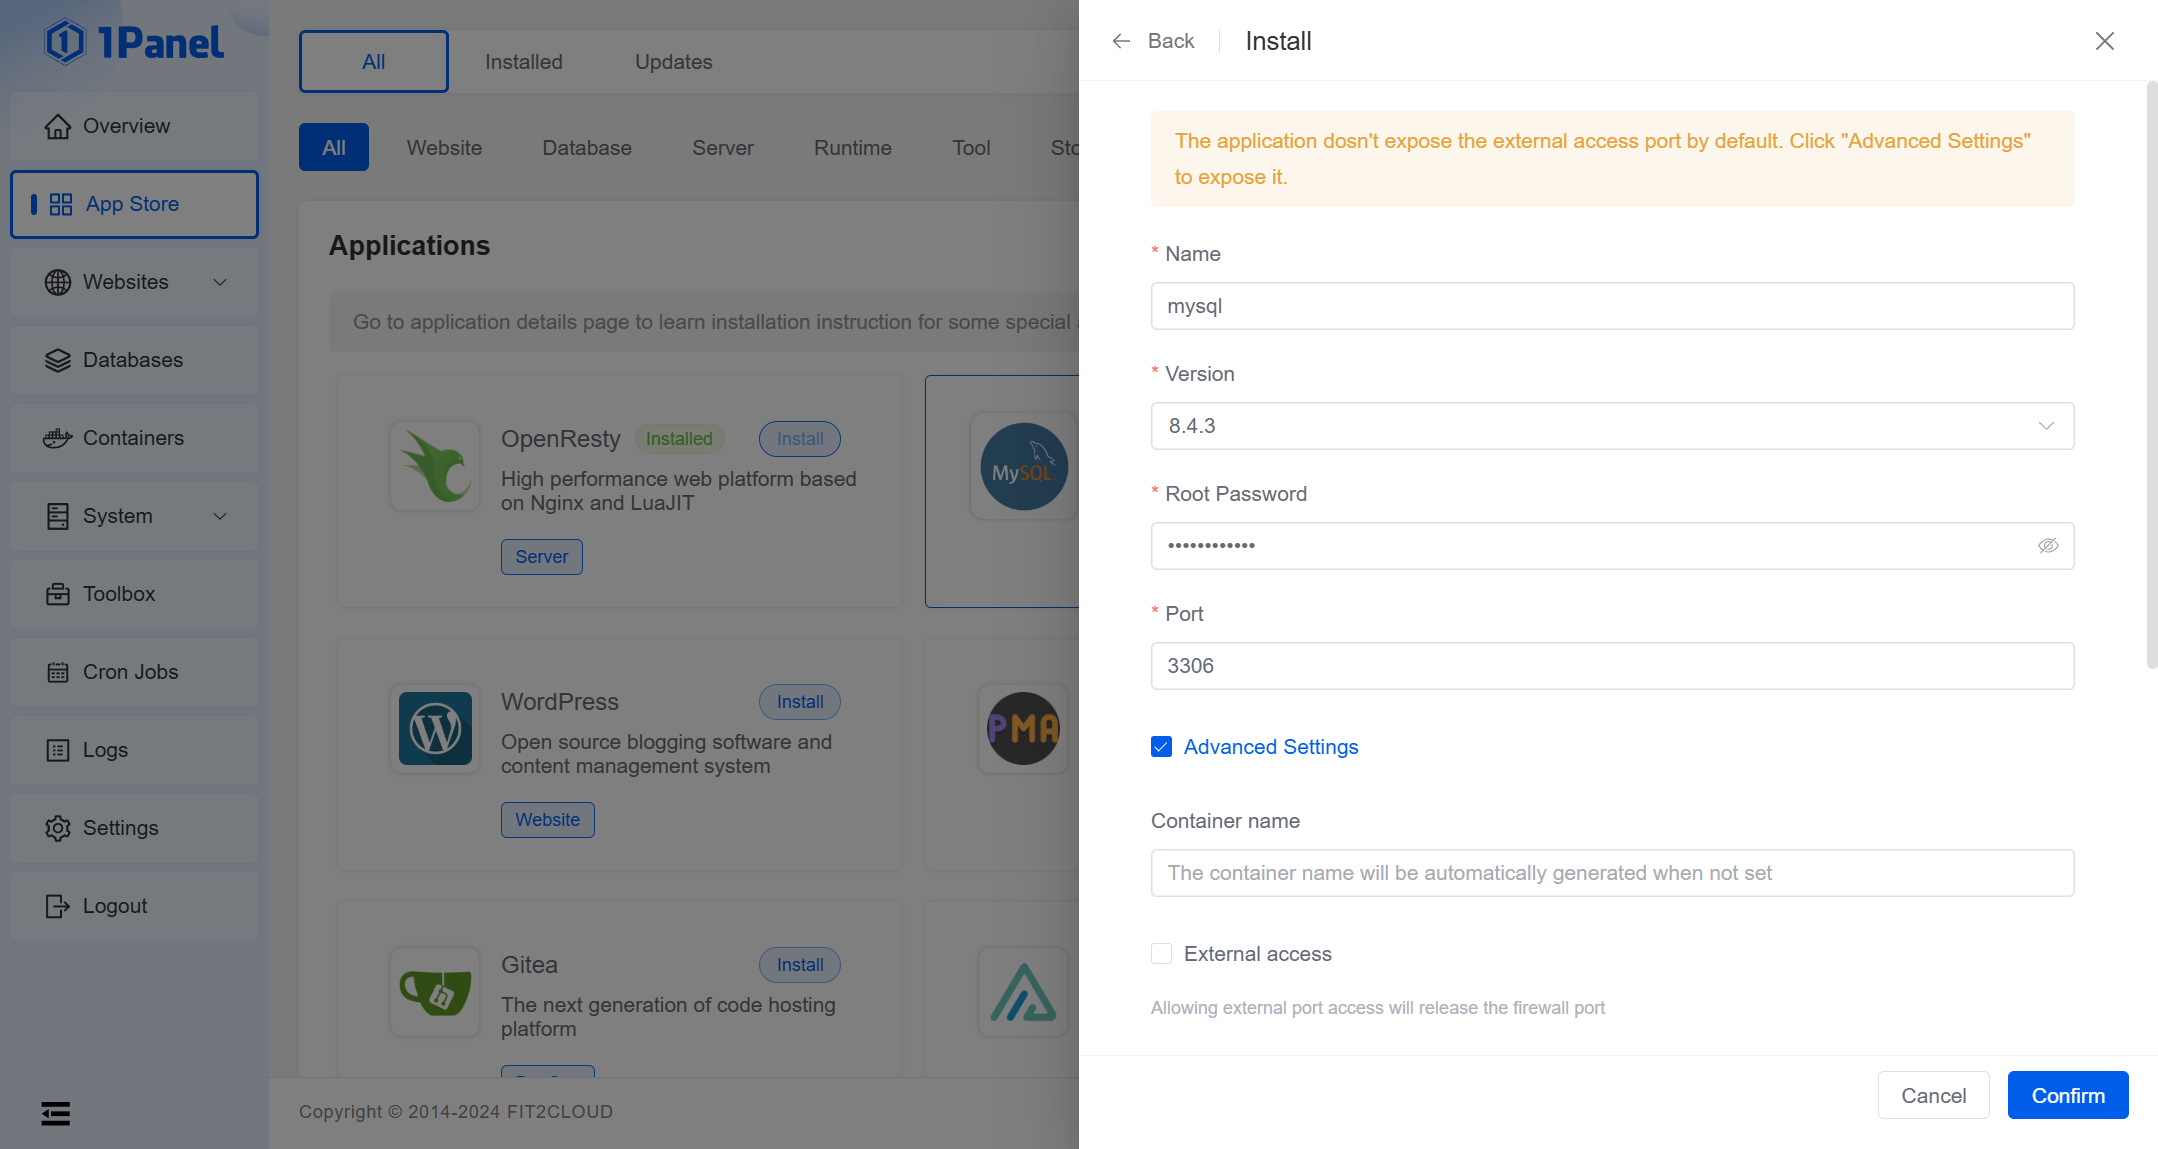 1Panel
Overview
App Store
Websites
Databases
Containers
System
Toolbox
Cron Jobs
Logs
Settings
Logout
All
Installed
Updates
All
Website
Database
Server
Runtime
Tool
Sto
Applications
Go to application details page to learn installation instruction for some special
OpenResty
Installed
Install
High performance web platform based
on Nginx and LuaJIT
Server
MySQL
WordPress
Install
Open source blogging software and
content management system
Website
PMA
Gitea
Install
The next generation of code hosting
platform
Copyright © 2014-2024 FIT2CLOUD
Back
Install
The application dosn't expose the external access port by default. Click "Advanced Settings"
to expose it.
* Name
mysql
* Version
8.4.3
* Root Password
••••••••••••
* Port
3306
Advanced Settings
Container name
The container name will be automatically generated when not set
External access
Allowing external port access will release the firewall port
Cancel
Confirm